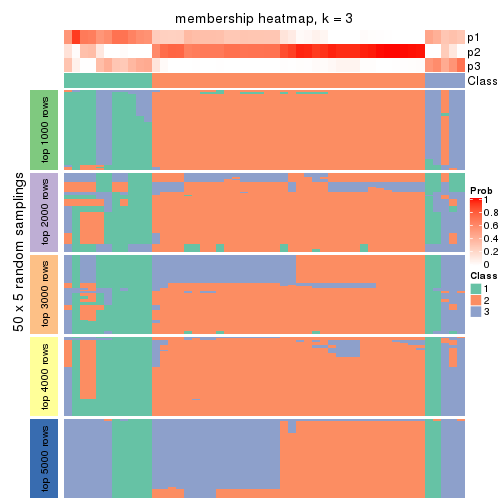 membership heatmap, k = 3
p1
p2
p3
Class
50 x 5 random samplings
top 1000 rows
top 2000 rows
top 3000 rows
top 4000 rows
top 5000 rows
Prob
1
0.8
0.6
0.4
0.2
0
Class
1
2
3